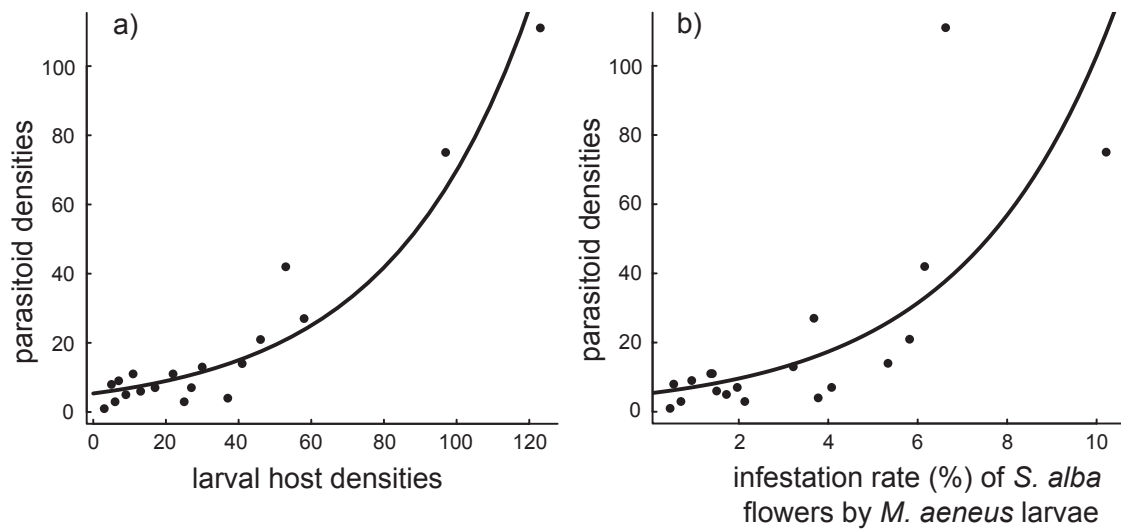 a)
parasitoid densities
100
80
60
40
20
0
0 20 40 60 80 100 120
larval host densities
b)
parasitoid densities
100
80
60
40
20
0
2 4 6 8 10
infestation rate (%) of S. alba
flowers by M. aeneus larvae